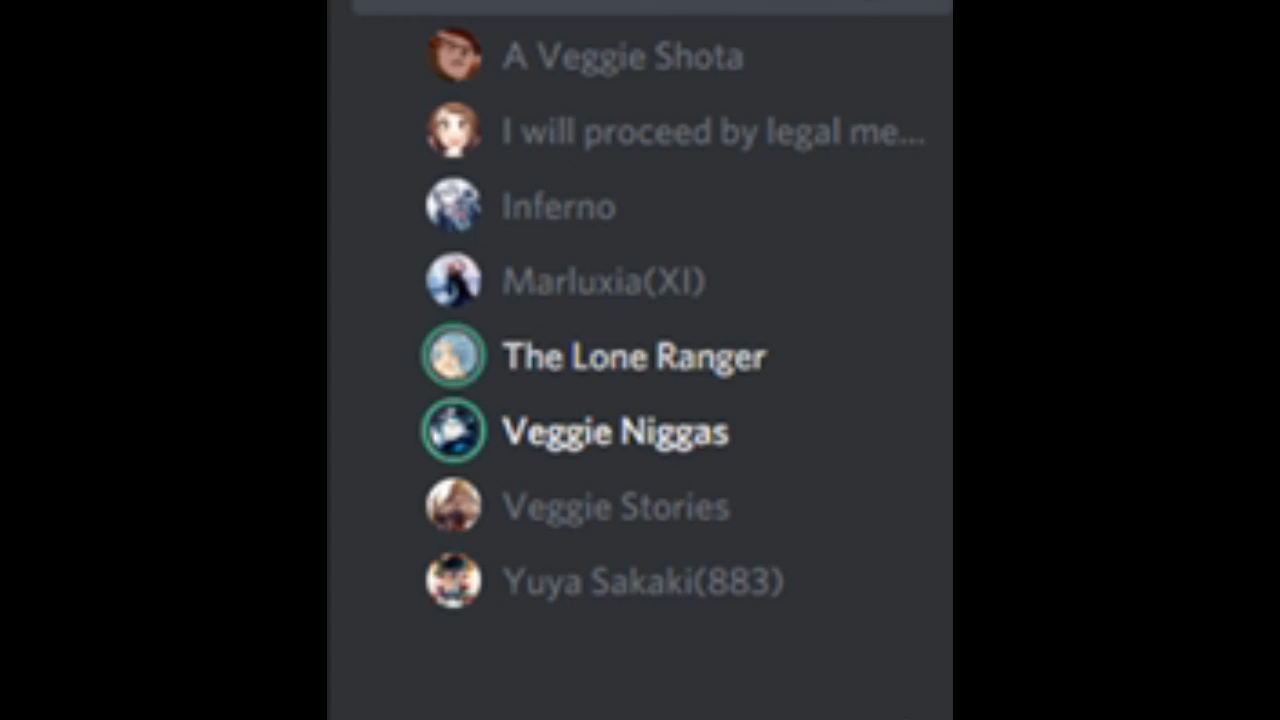 A Veggie Shota
I will proceed by legal me...
Inferno
Marluxia(XI)
The Lone Ranger
Veggie Niggas
Veggie Stories
Yuya Sakaki(883)